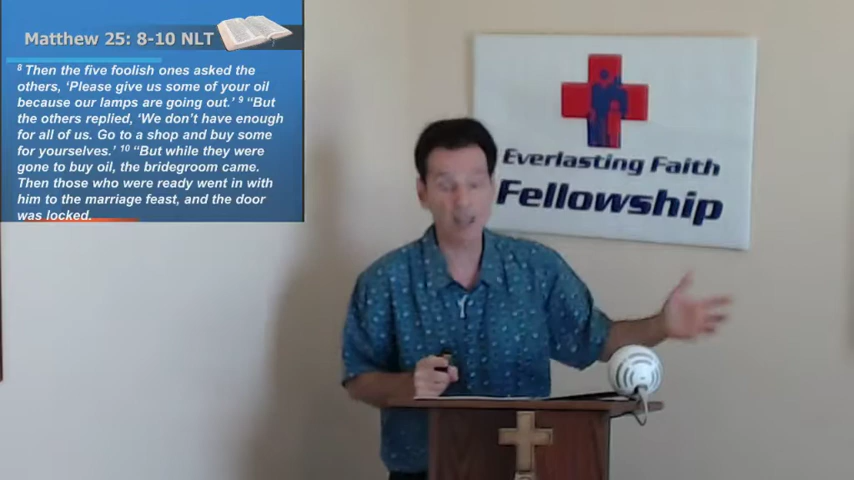 Matthew 25: 8-10 NLT
8 Then the five foolish ones asked the
others, ‘Please give us some of your oil
because our lamps are going out.’ 9 “But
the others replied, ‘We don’t have enough
for all of us. Go to a shop and buy some
for yourselves.’ 10 “But while they were
gone to buy oil, the bridegroom came.
Then those who were ready went in with
him to the marriage feast, and the door
was locked.
Everlasting Faith
Fellowship